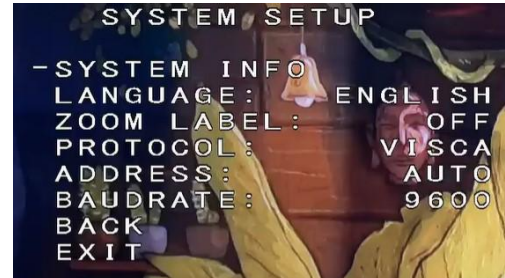 SYSTEM SETUP
-SYSTEM INFO
LANGUAGE: ENGLISH
ZOOM LABEL: OFF
PROTOCOL: VISCA
ADDRESS: AUTO
BAUDRATE: 9600
BACK
EXIT